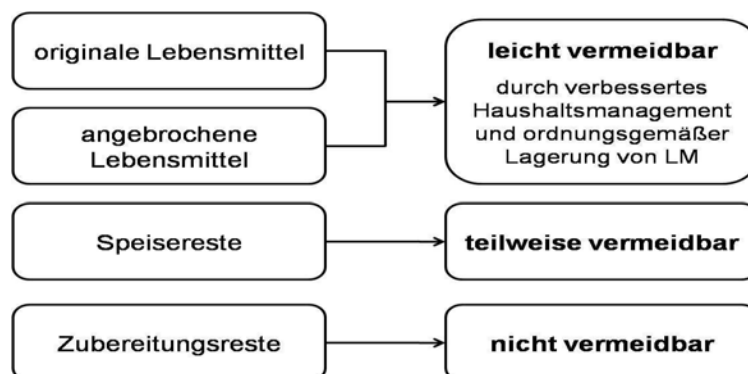 originale Lebensmittel
angebrochene
Lebensmittel
leicht vermeidbar
durch verbessertes
Haushaltsmanagement
und ordnungsgemäßer
Lagerung von LM
Speisereste
teilweise vermeidbar
Zubereitungsreste
nicht vermeidbar